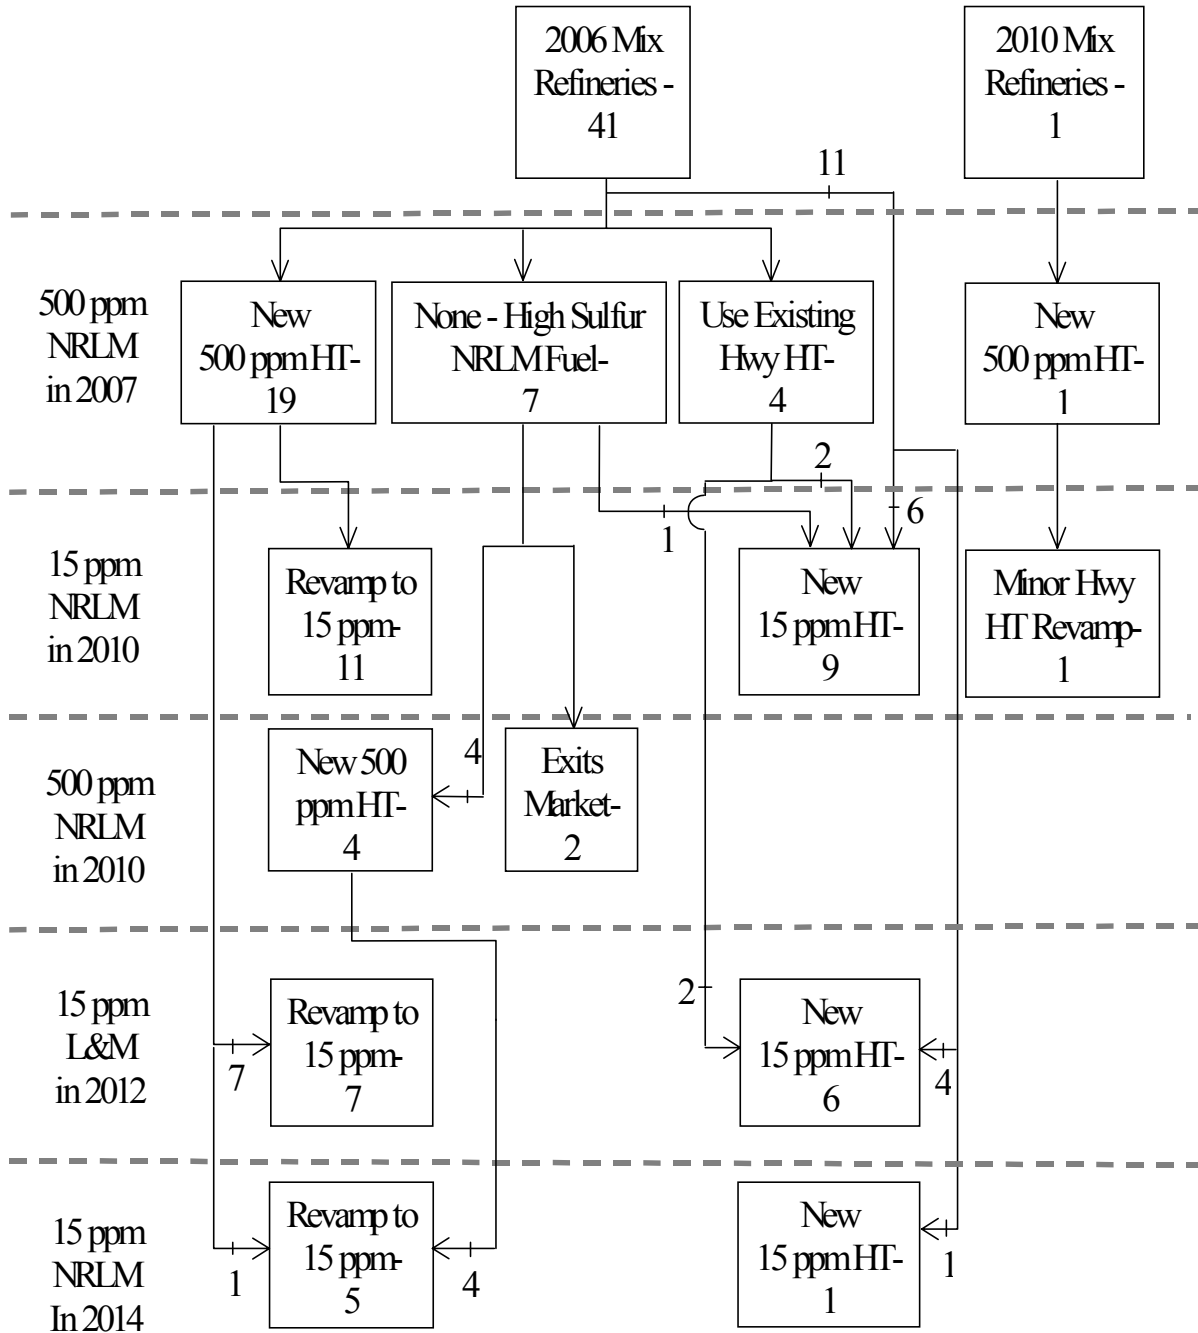 2006 Mix
Refineries -
41
2010 Mix
Refineries -
1
11
500 ppm
NRLM
in 2007
New
500 ppm HT-
19
None - High Sulfur
NRLM Fuel-
7
Use Existing
Hwy HT-
4
New
500 ppm HT-
1
2
1
6
15 ppm
NRLM
in 2010
Revamp to
15 ppm-
11
New
15 ppm HT-
9
Minor Hwy
HT Revamp-
1
500 ppm
NRLM
in 2010
New 500
ppm HT-
4
4
Exits
Market-
2
15 ppm
L&M
in 2012
7
Revamp to
15 ppm-
7
2
New
15 ppm HT-
6
4
15 ppm
NRLM
In 2014
1
Revamp to
15 ppm-
5
4
New
15 ppm HT-
1
1